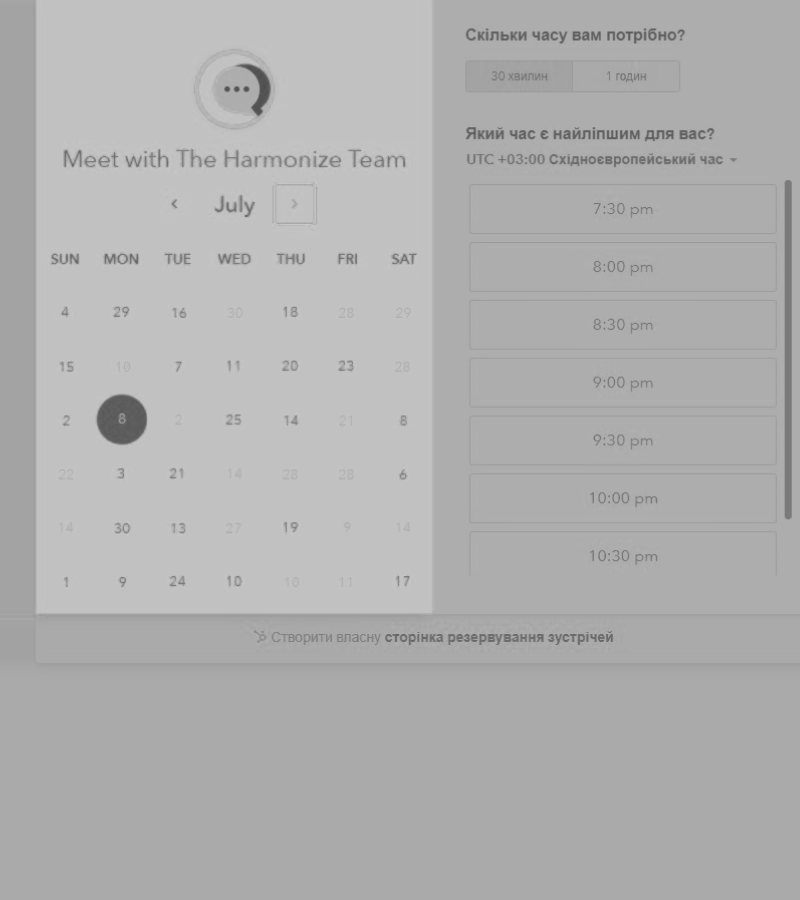 Meet with The Harmonize Team
July
SUN MON TUE WED THU FRI SAT
4 29 16 30 18 28 29
15 10 7 11 20 23 28
2 8 2 25 14 21 8
22 3 21 14 28 28 6
14 30 13 27 19 9 14
1 9 24 10 10 11 17
Скільки часу вам потрібно?
30 хвилин 1 годин
Який час є найліпшим для вас?
UTC +03:00 Східноєвропейський час
7:30 pm
8:00 pm
8:30 pm
9:00 pm
9:30 pm
10:00 pm
10:30 pm
Створити власну сторінка резервування зустрічей